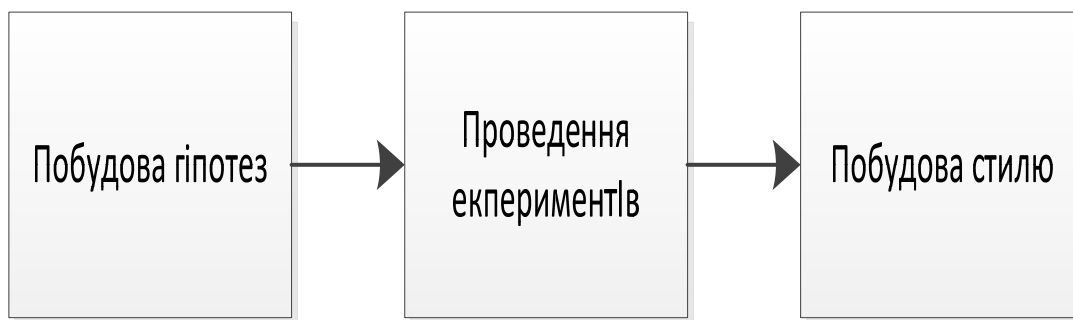 Побудова гіпотез
Проведення
екпериментІв
Побудова стилю